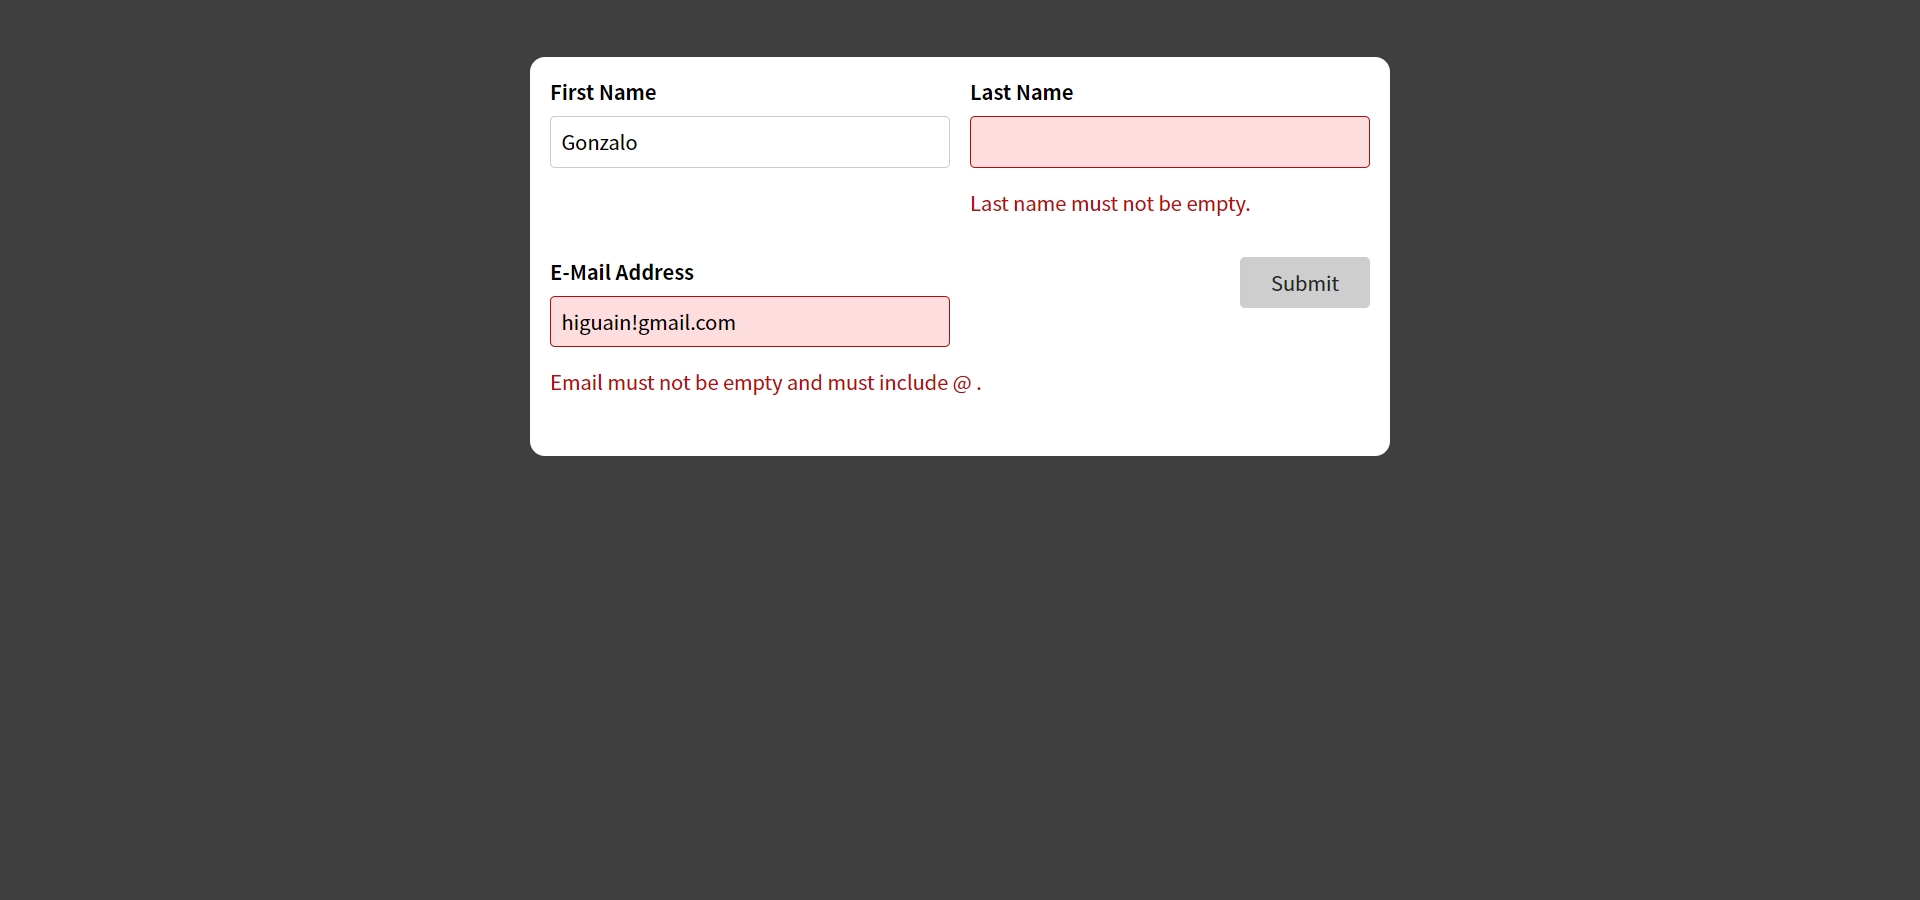 First Name
Last Name
Gonzalo
Last name must not be empty.
E-Mail Address
Submit
higuain!gmail.com
Email must not be empty and must include @ .